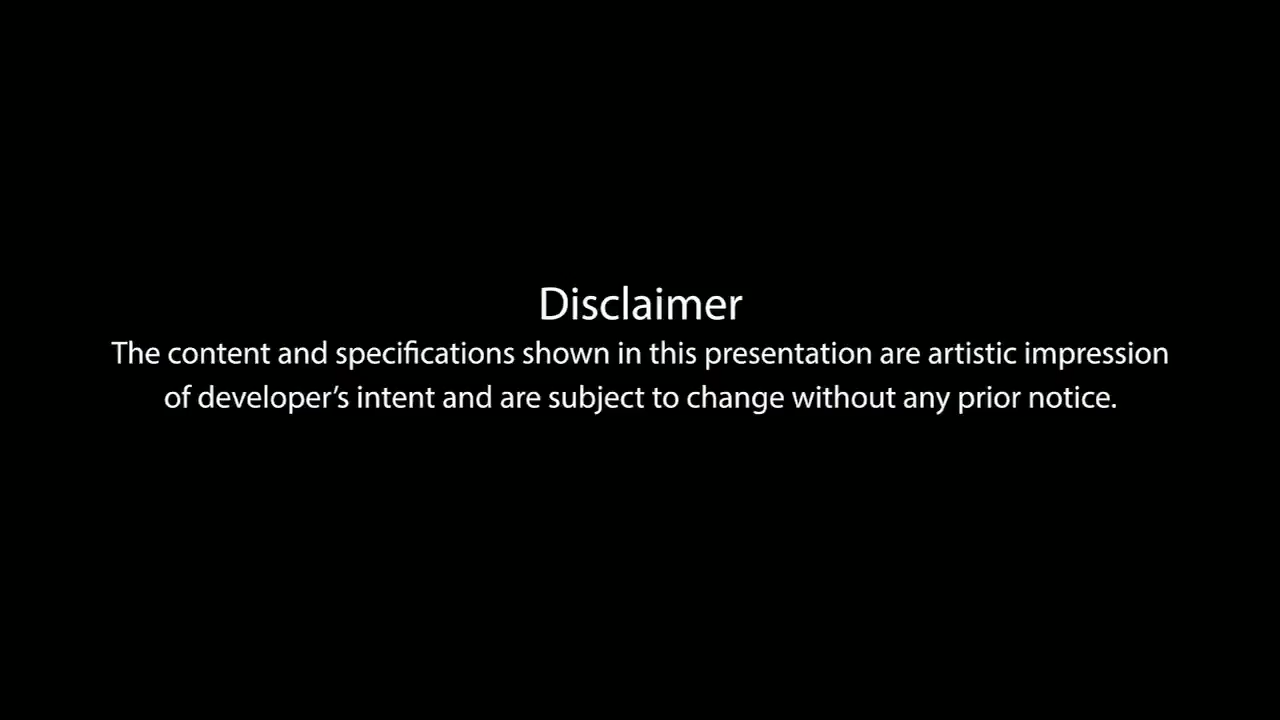 Disclaimer
The content and specifications shown in this presentation are artistic impression
of developer’s intent and are subject to change without any prior notice.